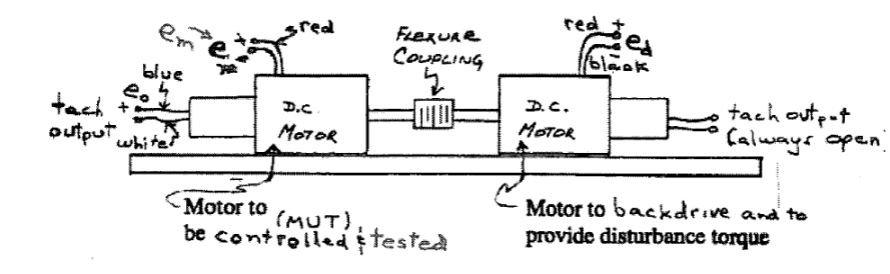 red
e_m
e
+
-
FLEXURE
COUPLING
red +
e_d
-
black
blue
e_o
tach +
output -
white
D.C.
MOTOR
D.C.
MOTOR
tach output
(always open)
Motor to (MUT)
be controlled & tested
Motor to backdrive and to
provide disturbance torque